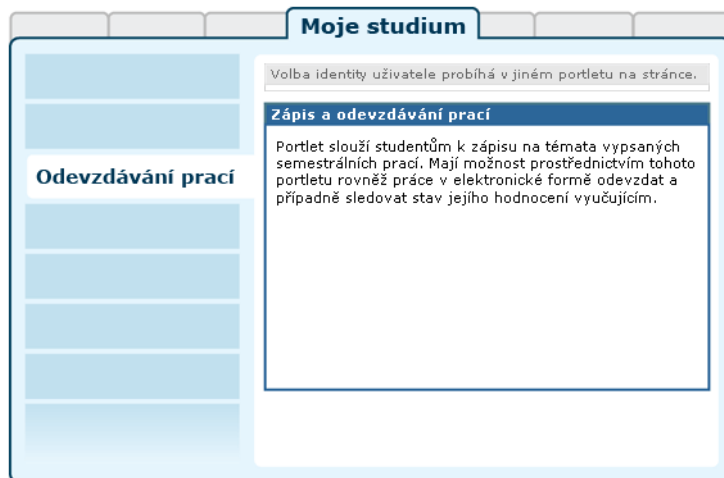 Moje studium
Volba identity uživatele probíhá v jiném portletu na stránce.
Zápis a odevzdávání prací
Portlet slouží studentům k zápisu na témata vypsaných
semestrálních prací. Mají možnost prostřednictvím tohoto
portletu rovněž práce v elektronické formě odevzdat a
případně sledovat stav jejího hodnocení vyučujícím.
Odevzdávání prací